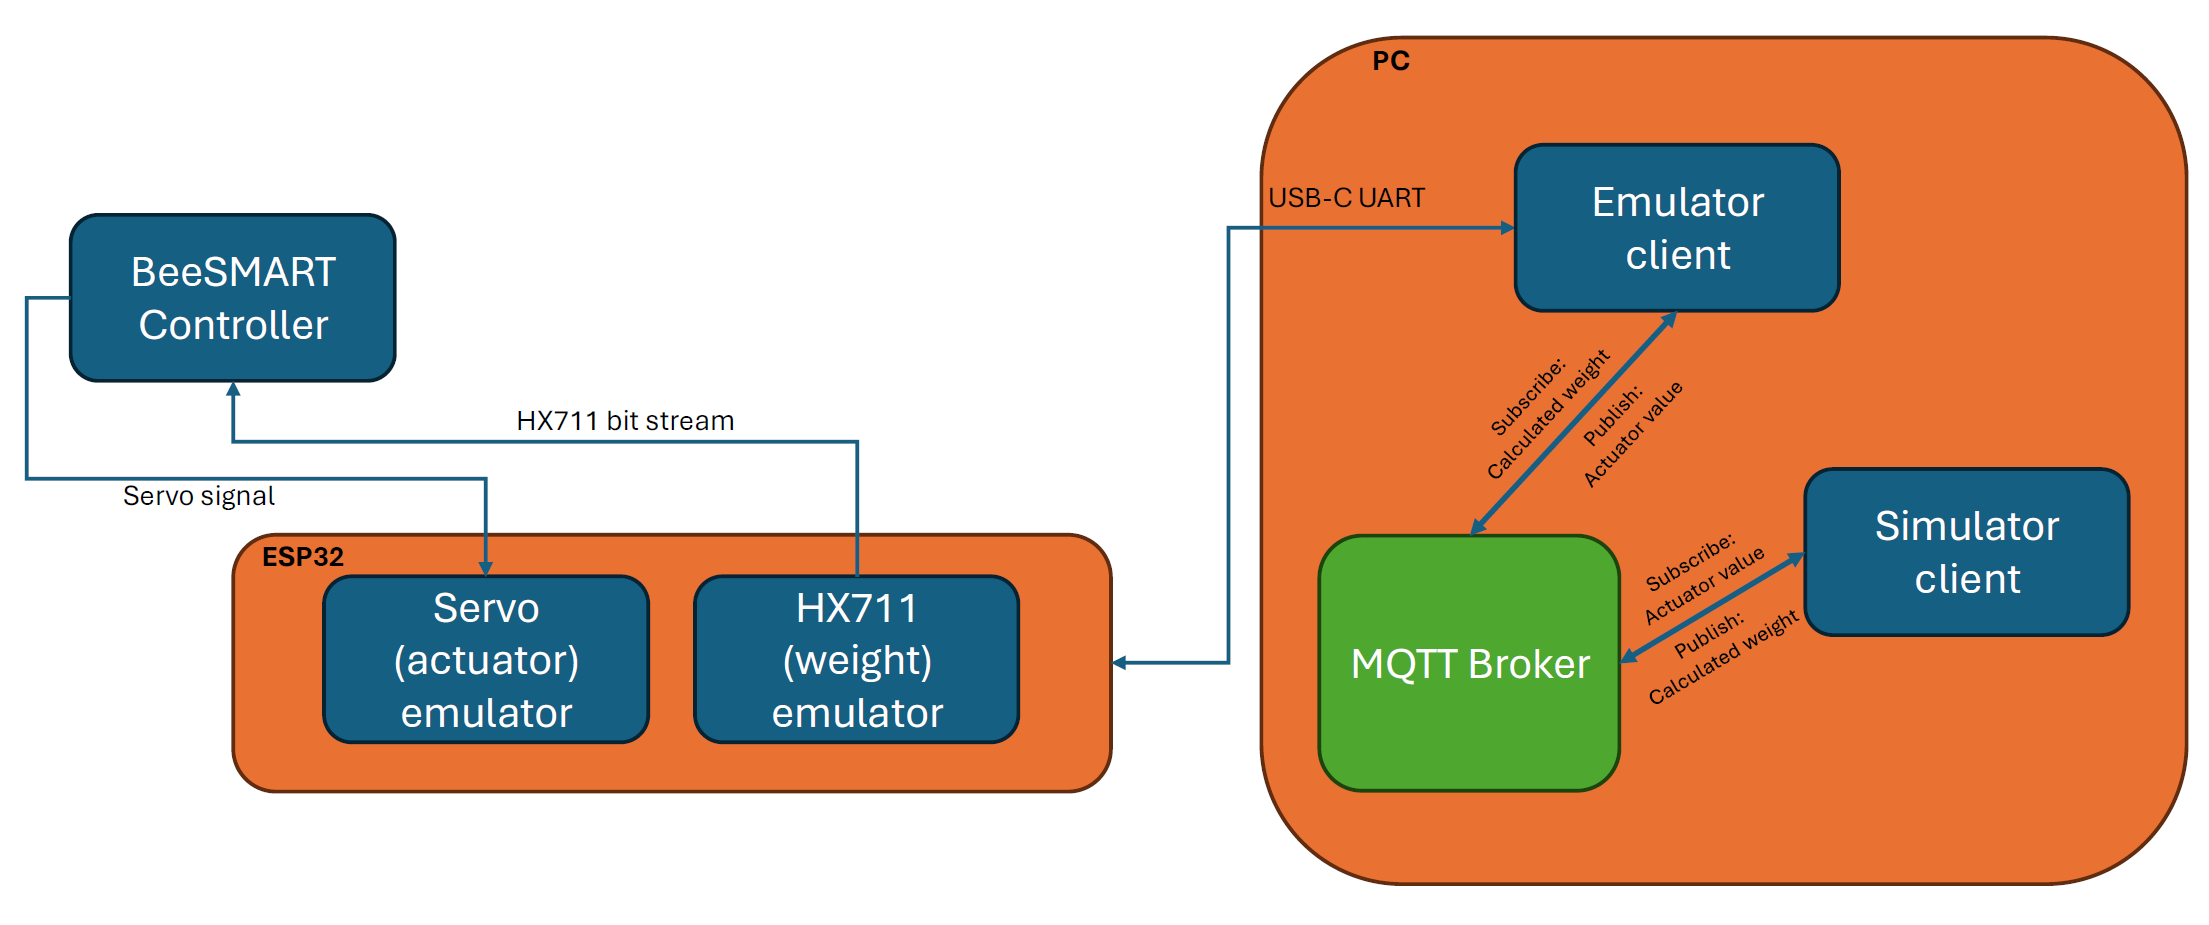 PC
USB-C UART
Emulator
client
BeeSMART
Controller
HX711 bit stream
Servo signal
Subscribe:
Calculated weight
Publish:
Actuator value
ESP32
Servo
(actuator)
emulator
HX711
(weight)
emulator
MQTT Broker
Subscribe:
Actuator value
Publish:
Calculated weight
Simulator
client